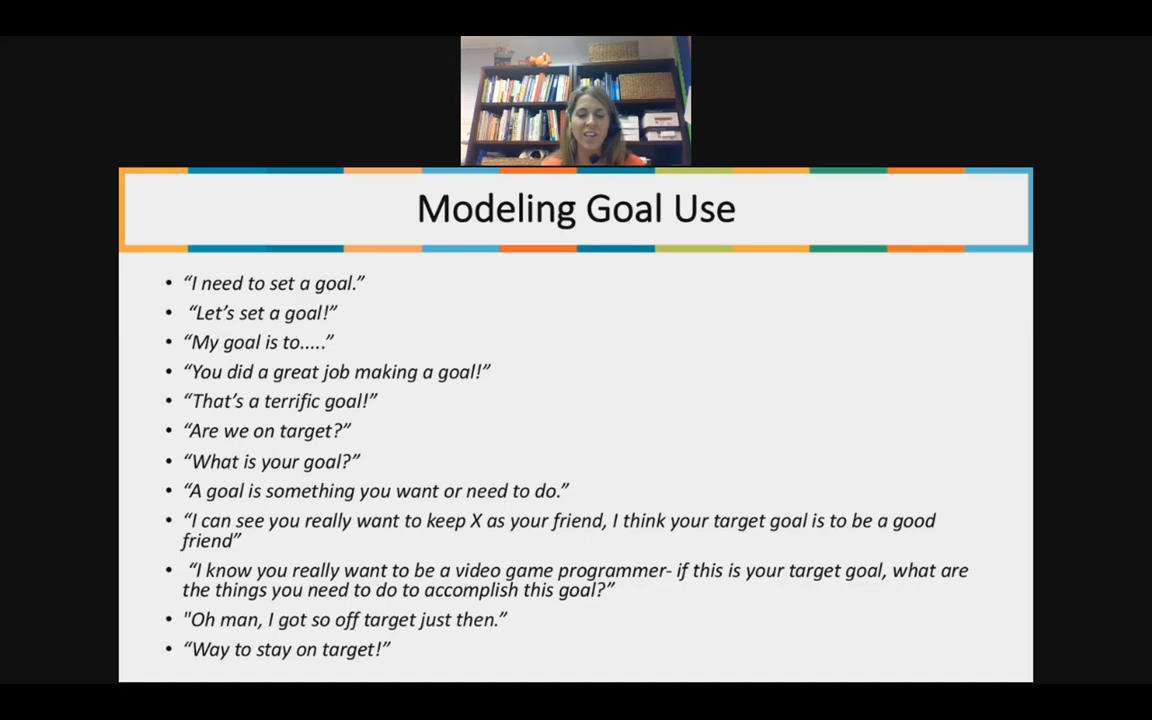 Modeling Goal Use
• “I need to set a goal.”
• “Let’s set a goal!”
• “My goal is to.....”
• “You did a great job making a goal!”
• “That’s a terrific goal!”
• “Are we on target?”
• “What is your goal?”
• “A goal is something you want or need to do.”
• “I can see you really want to keep X as your friend, I think your target goal is to be a good
friend”
• “I know you really want to be a video game programmer- if this is your target goal, what are
the things you need to do to accomplish this goal?”
• "Oh man, I got so off target just then.”
• “Way to stay on target!”